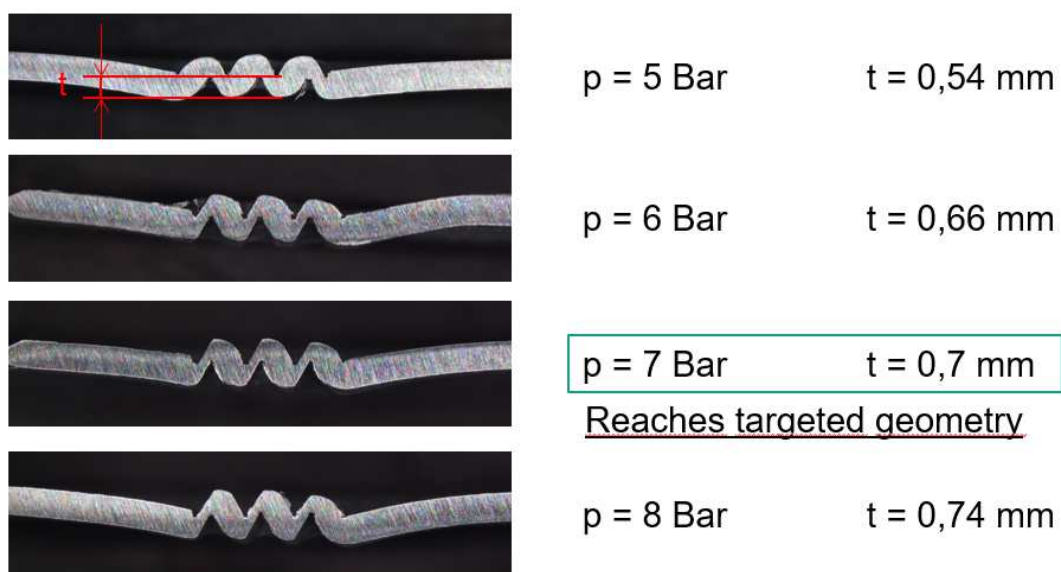 t
p = 5 Bar t = 0,54 mm
p = 6 Bar t = 0,66 mm
p = 7 Bar t = 0,7 mm
Reaches targeted geometry
p = 8 Bar t = 0,74 mm